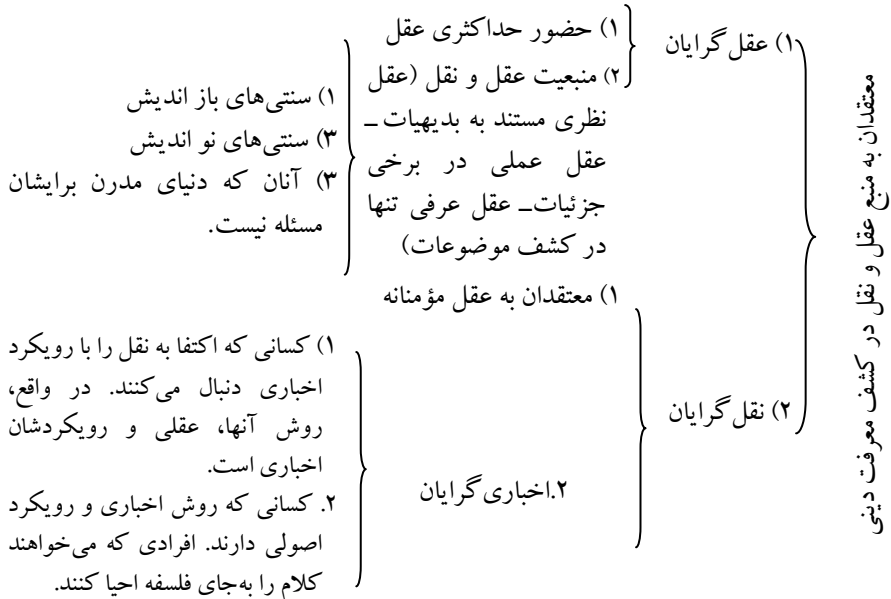 معتقدان به منبع عقل و نقل در کشف معرفت دینی
۱) عقل‌گرایان
۱) حضور حداکثری عقل
۲) منبعیت عقل و نقل (عقل
نظری مستند به بدیهیات ـ
عقل عملی در برخی
جزئیات ـ عقل عرفی تنها
در کشف موضوعات)
۱) سنتی‌های باز اندیش
۳) سنتی‌های نو اندیش
۳) آنان که دنیای مدرن برایشان
مسئله نیست.
۲) نقل‌گرایان
۱) معتقدان به عقل مؤمنانه
۲.اخباری‌گرایان
۱) کسانی که اکتفا به نقل را با رویکرد
اخباری دنبال می‌کنند. در واقع،
روش آنها، عقلی و رویکردشان
اخباری است.
۲. کسانی که روش اخباری و رویکرد
اصولی دارند. افرادی که می‌خواهند
کلام را به‌جای فلسفه احیا کنند.